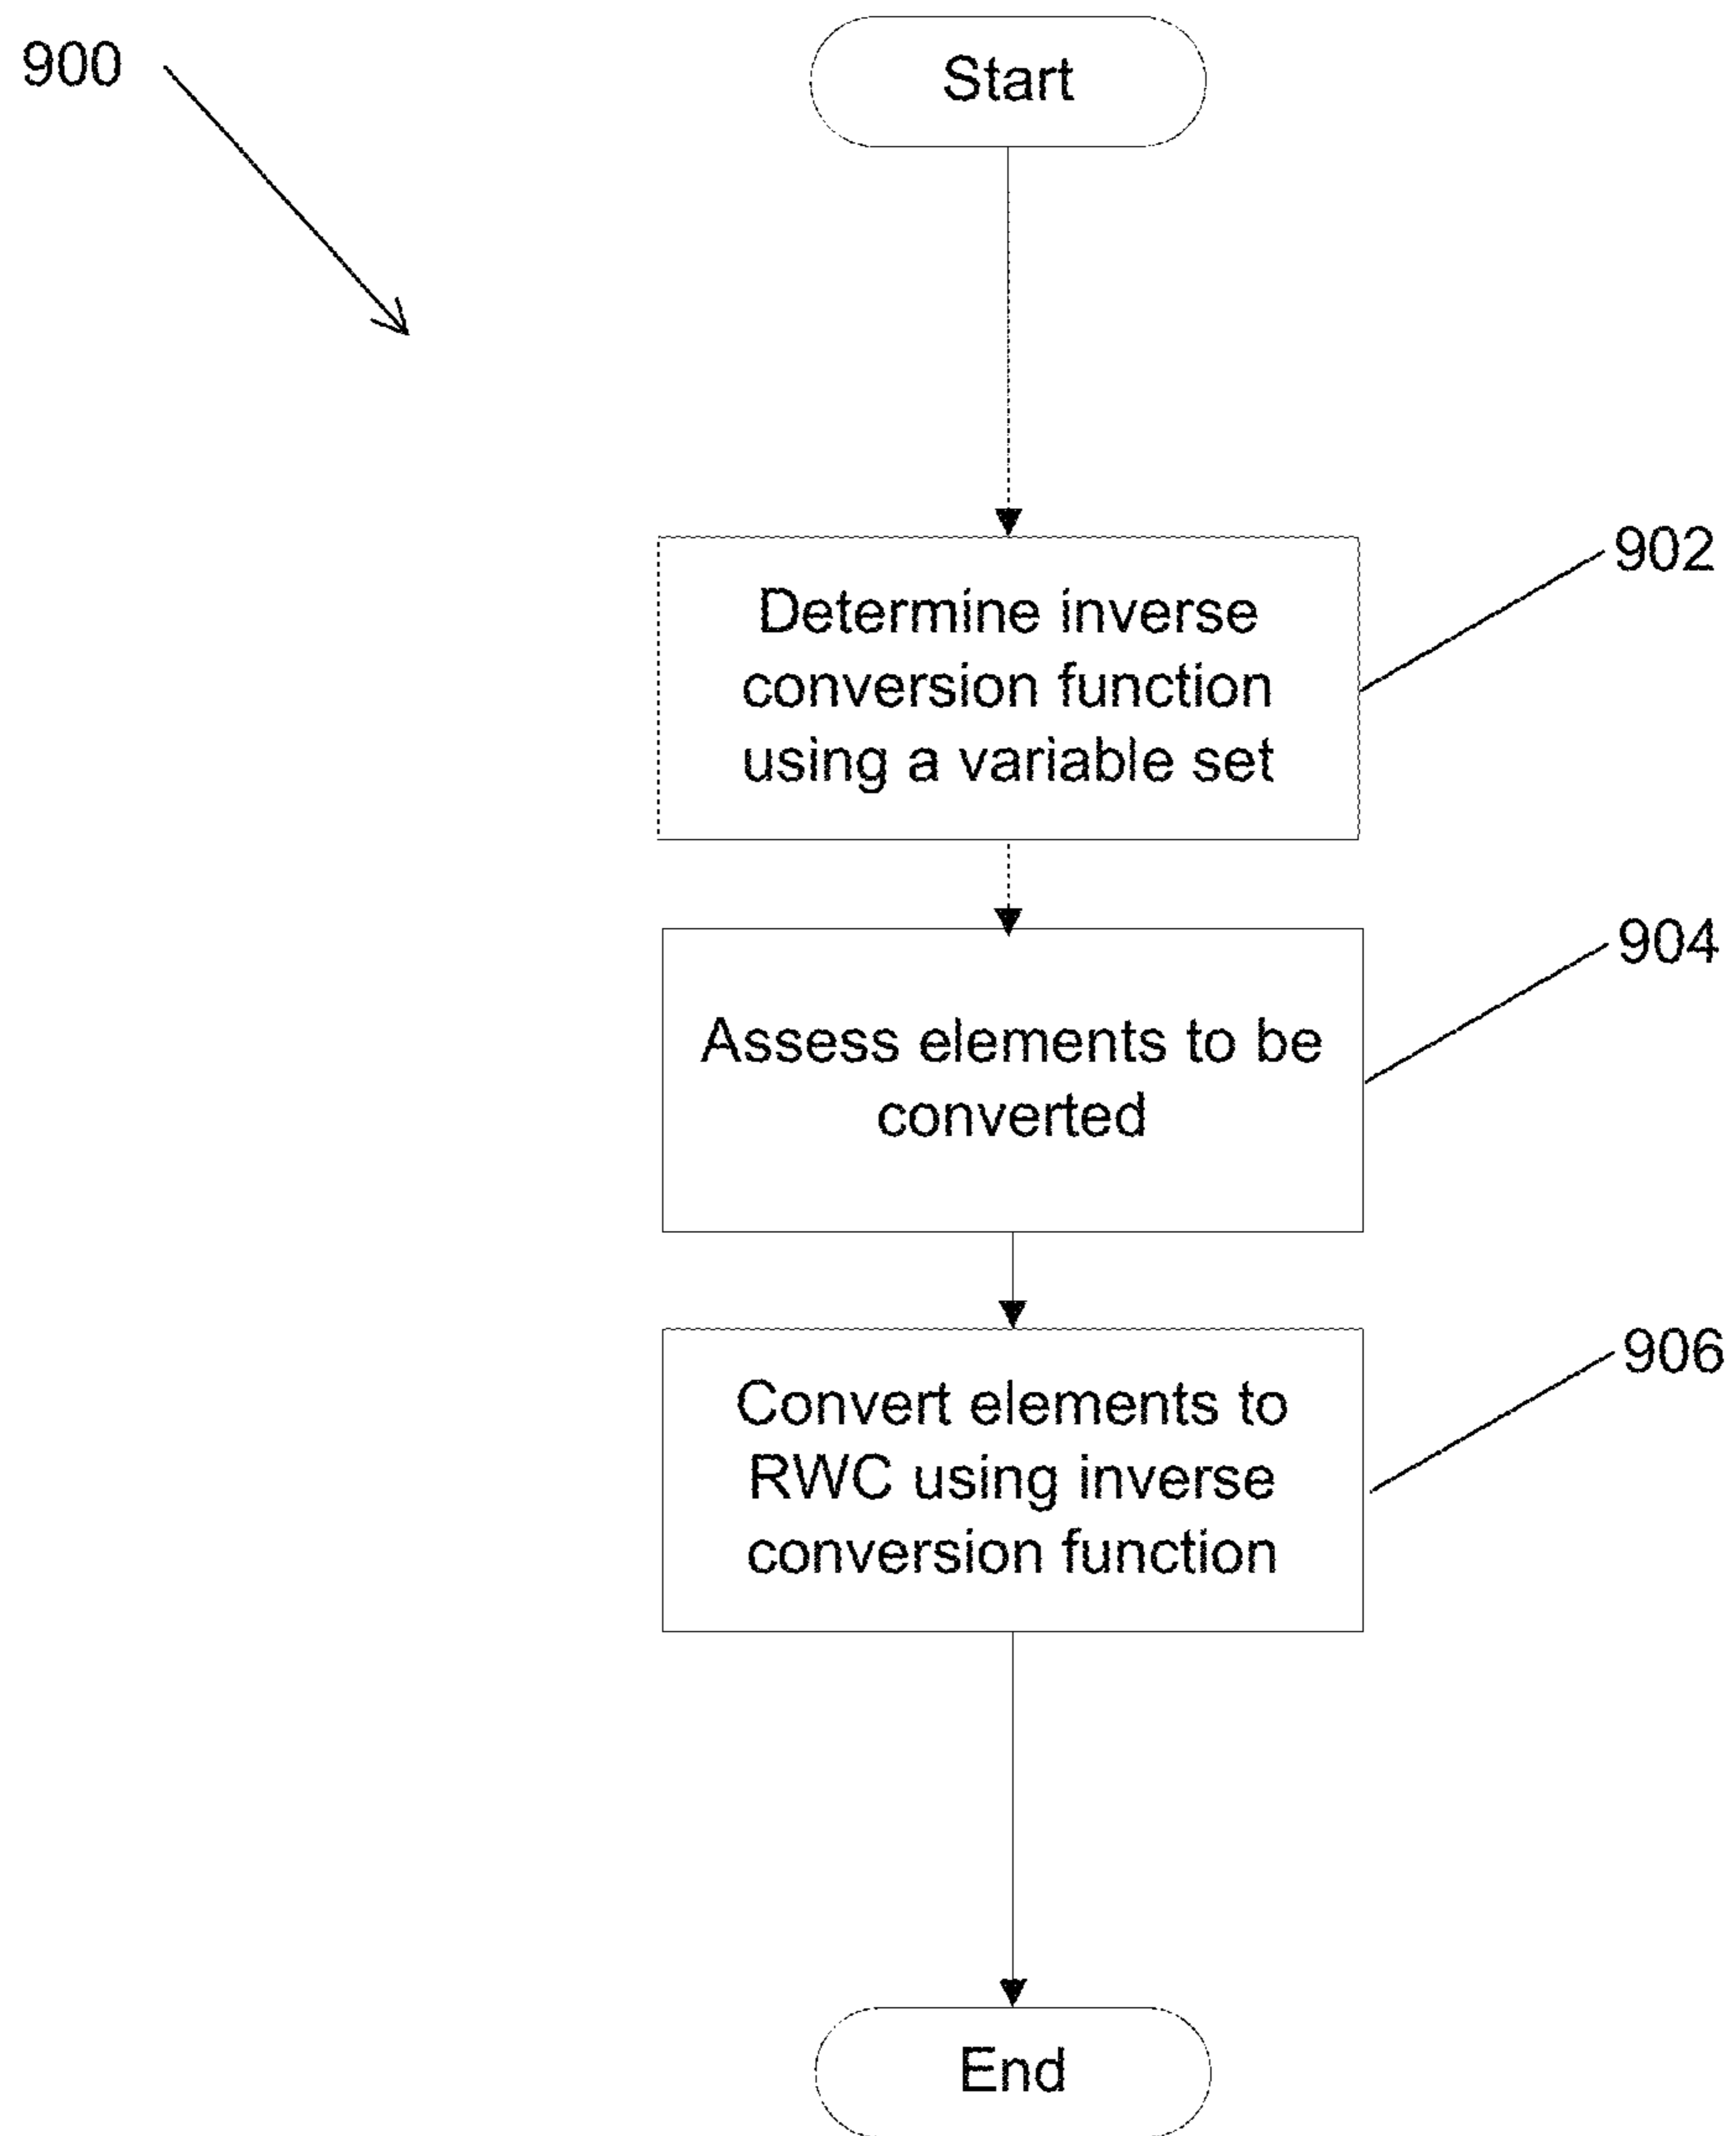 900
Start
Determine inverse
conversion function
using a variable set
902
Assess elements to be
converted
904
Convert elements to
RWC using inverse
conversion function
906
End